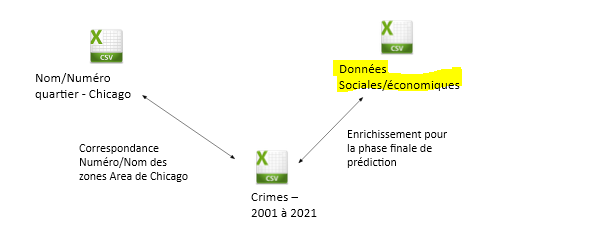 X
CSV
Nom/Numéro
quartier - Chicago
X
CSV
Données
Sociales/économiques
Correspondance
Numéro/Nom des
zones Area de Chicago
Enrichissement pour
la phase finale de
prédiction
X
CSV
Crimes –
2001 à 2021